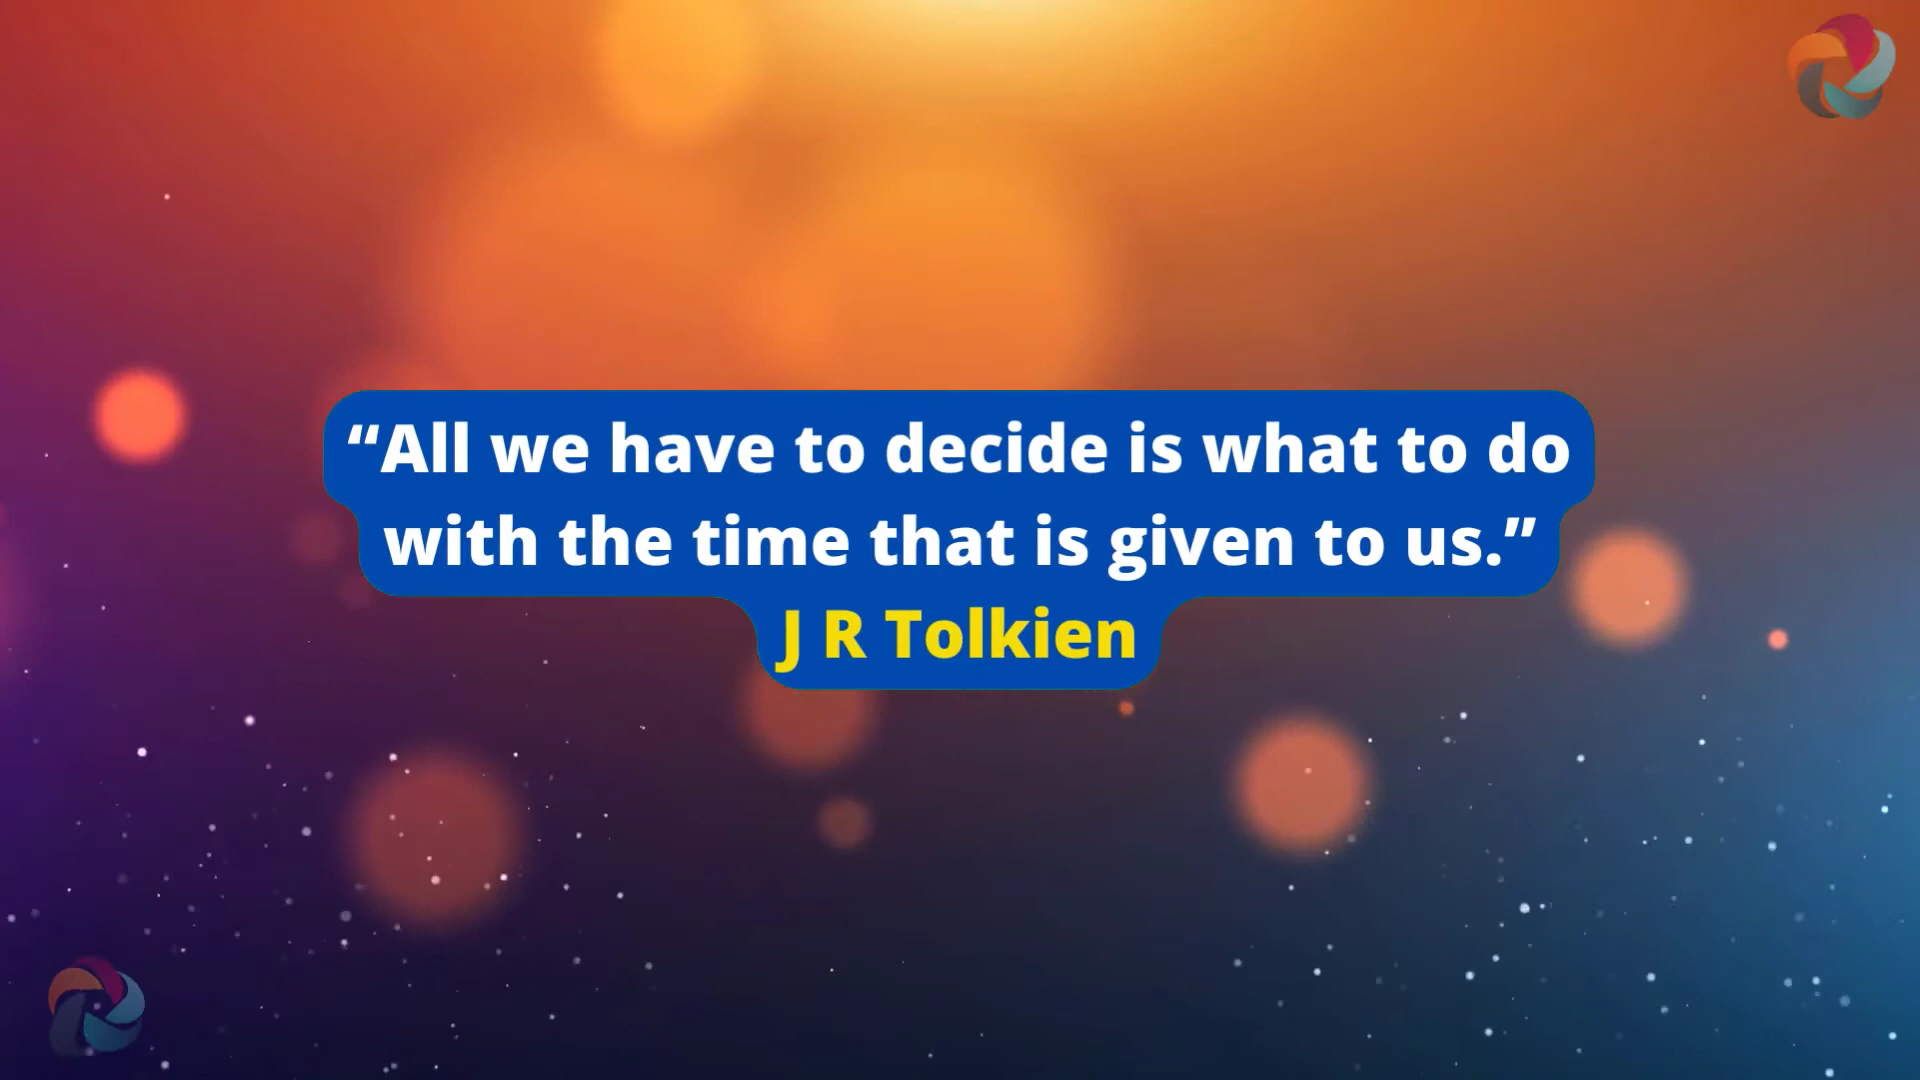 “All we have to decide is what to do
with the time that is given to us.”
J R Tolkien